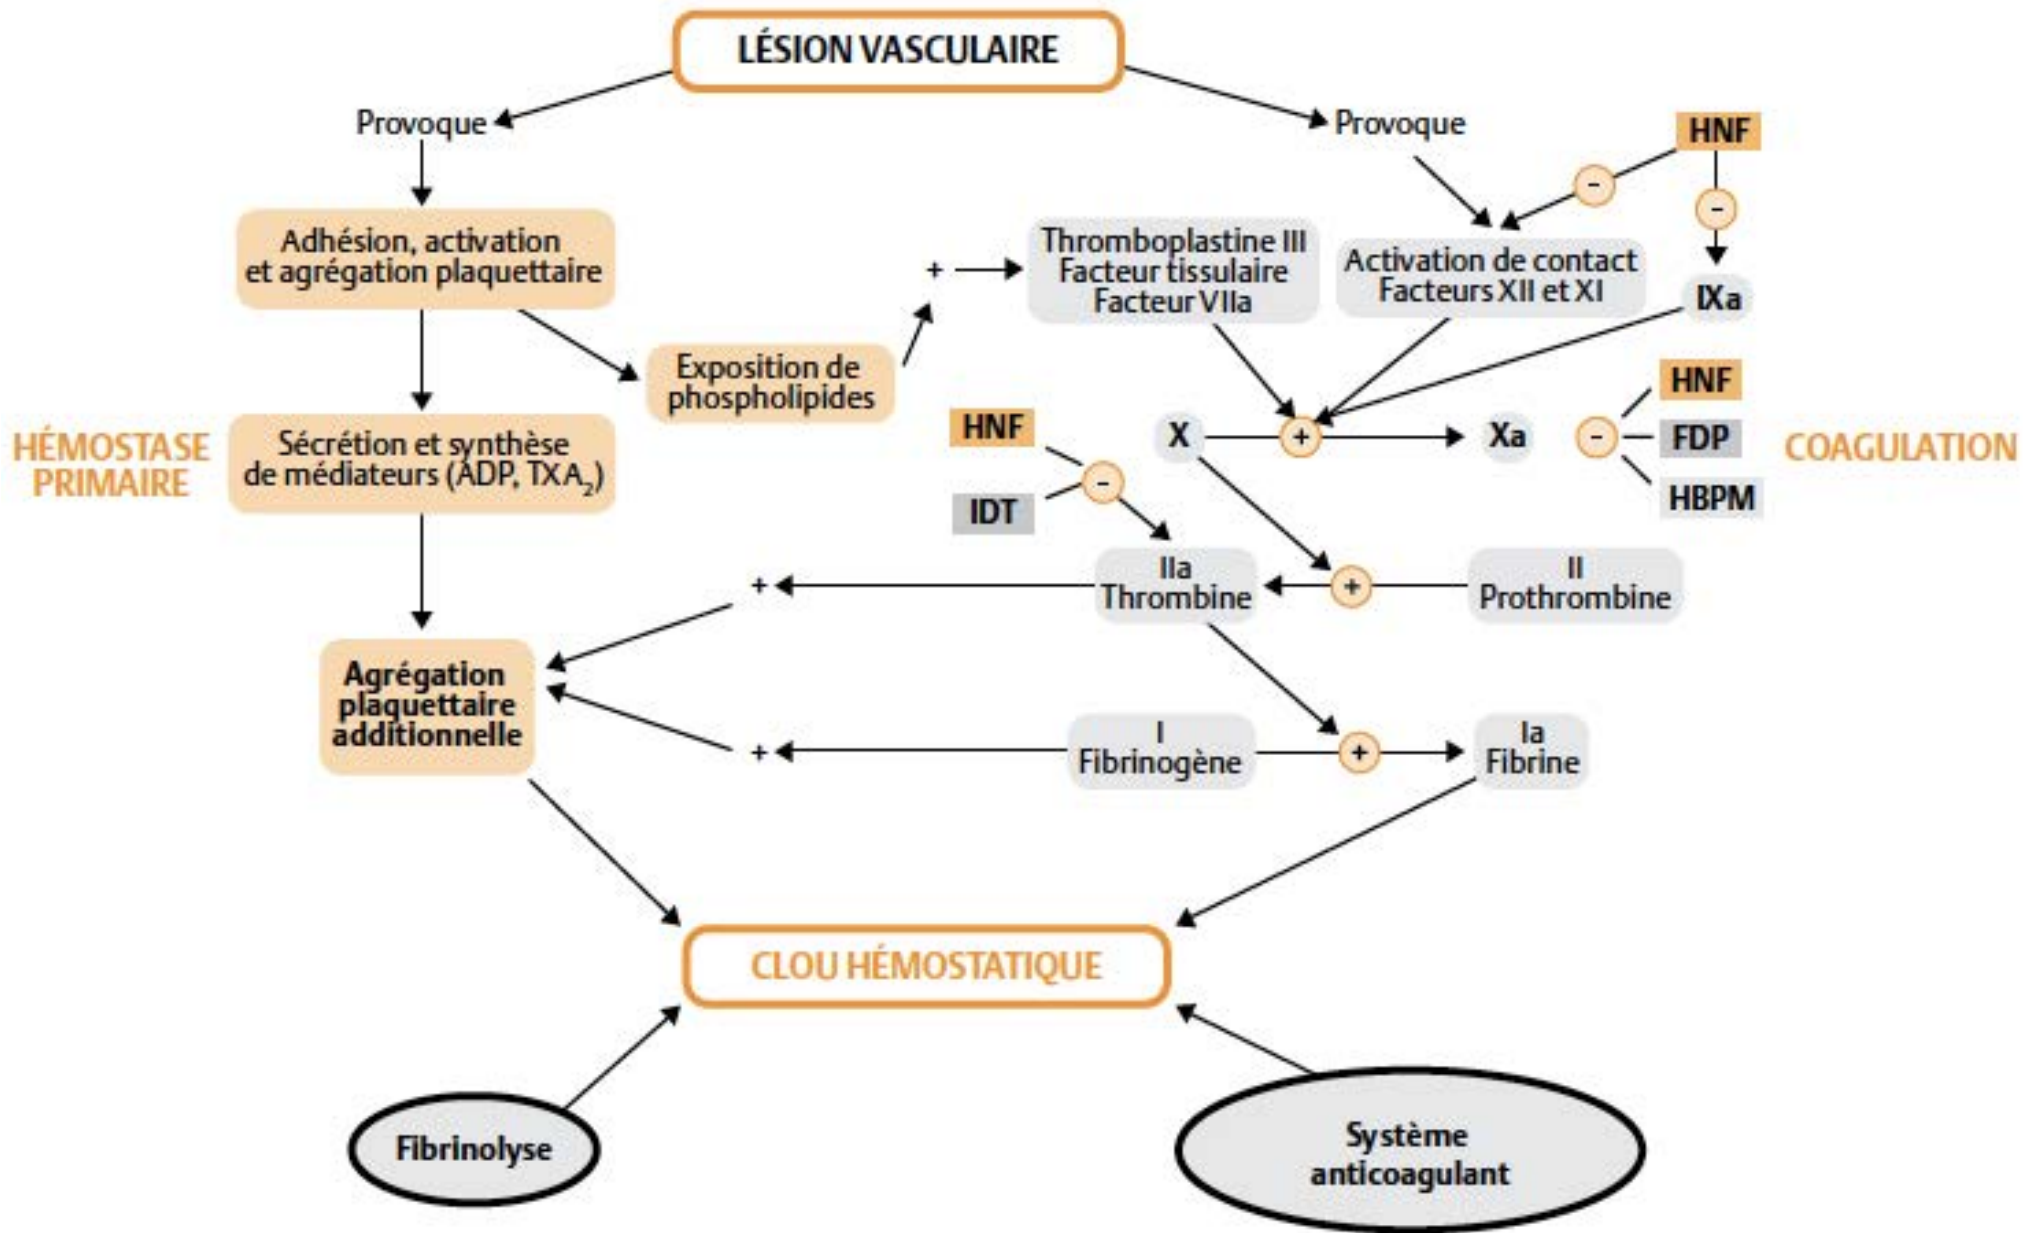 LÉSION VASCULAIRE
Provoque
Provoque
HNF
-
-
Adhésion, activation
et agrégation plaquettaire
+
Thromboplastine III
Facteur tissulaire
Facteur VIIa
Activation de contact
Facteurs XII et XI
IXa
Exposition de
phospholipides
HÉMOSTASE
PRIMAIRE
Sécrétion et synthèse
de médiateurs (ADP, TXA₂)
HNF
IDT
-
X
+
Xa
-
HNF
FDP
HBPM
COAGULATION
+
IIa
Thrombine
+
II
Prothrombine
Agrégation
plaquettaire
additionnelle
+
I
Fibrinogène
+
Ia
Fibrine
CLOU HÉMOSTATIQUE
Fibrinolyse
Système
anticoagulant